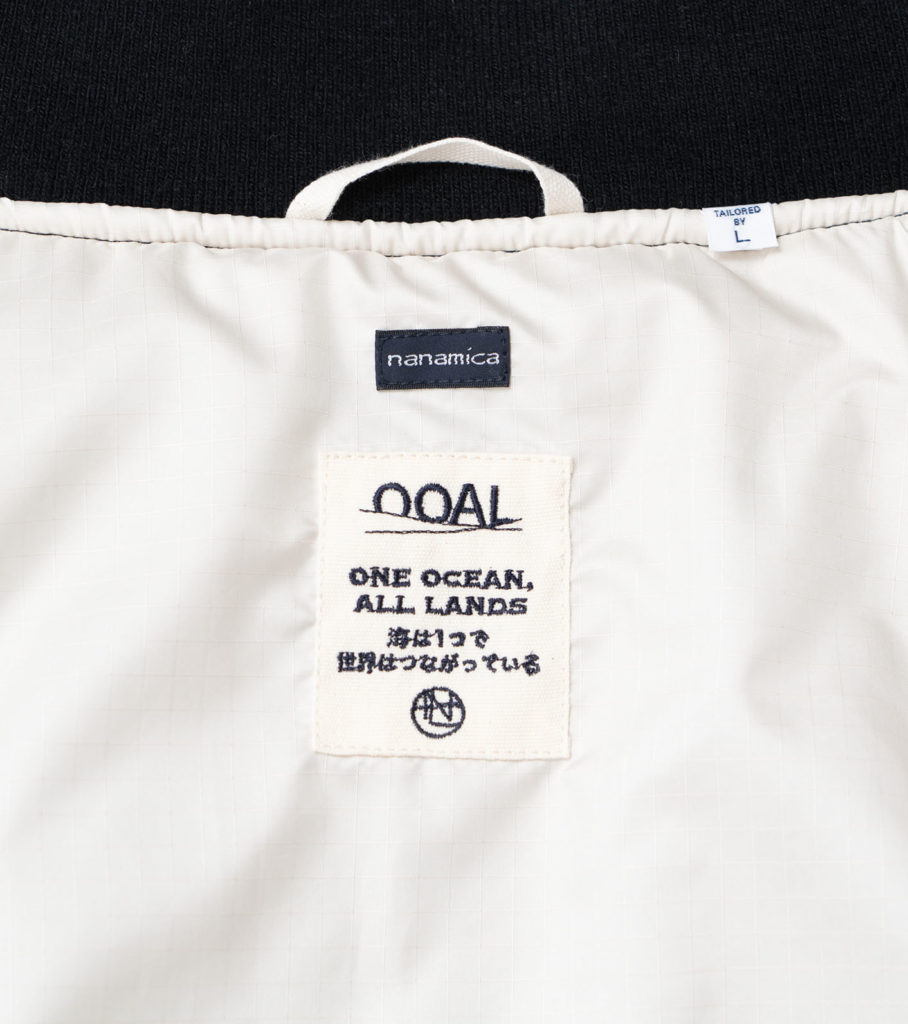 TAILORED
BY
L
nanamica
OOAL
ONE OCEAN,
ALL LANDS
海は1つで
世界はつながっている